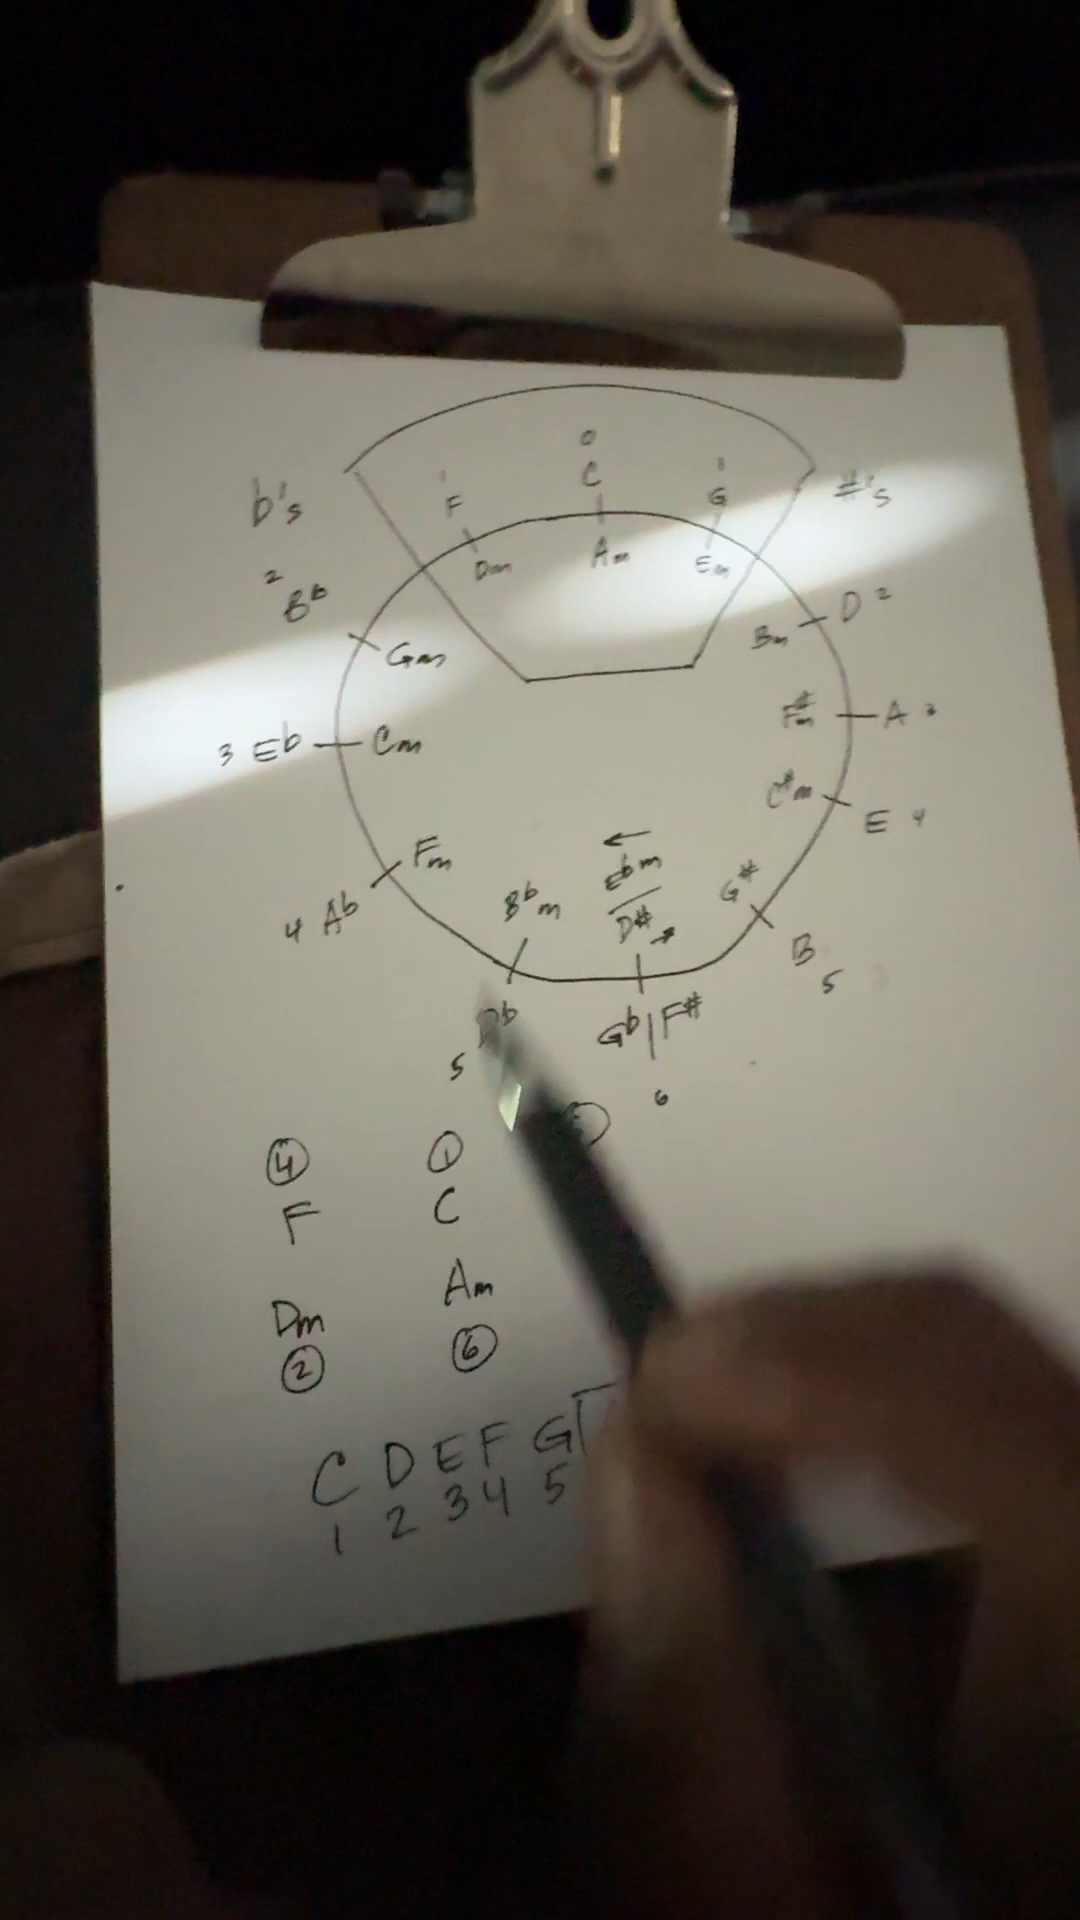 0
1 C 1
b's F G #'s
Dm Am Em
2 Bb D 2
Gm Bm
3 Eb Cm F#m A 3
C#m E 4
Fm
4 Ab
Ebm
Bbm D# G#
B 5
Db Gb | F#
5 6
4 1
F C
Dm Am
2 6
C D E F G
1 2 3 4 5